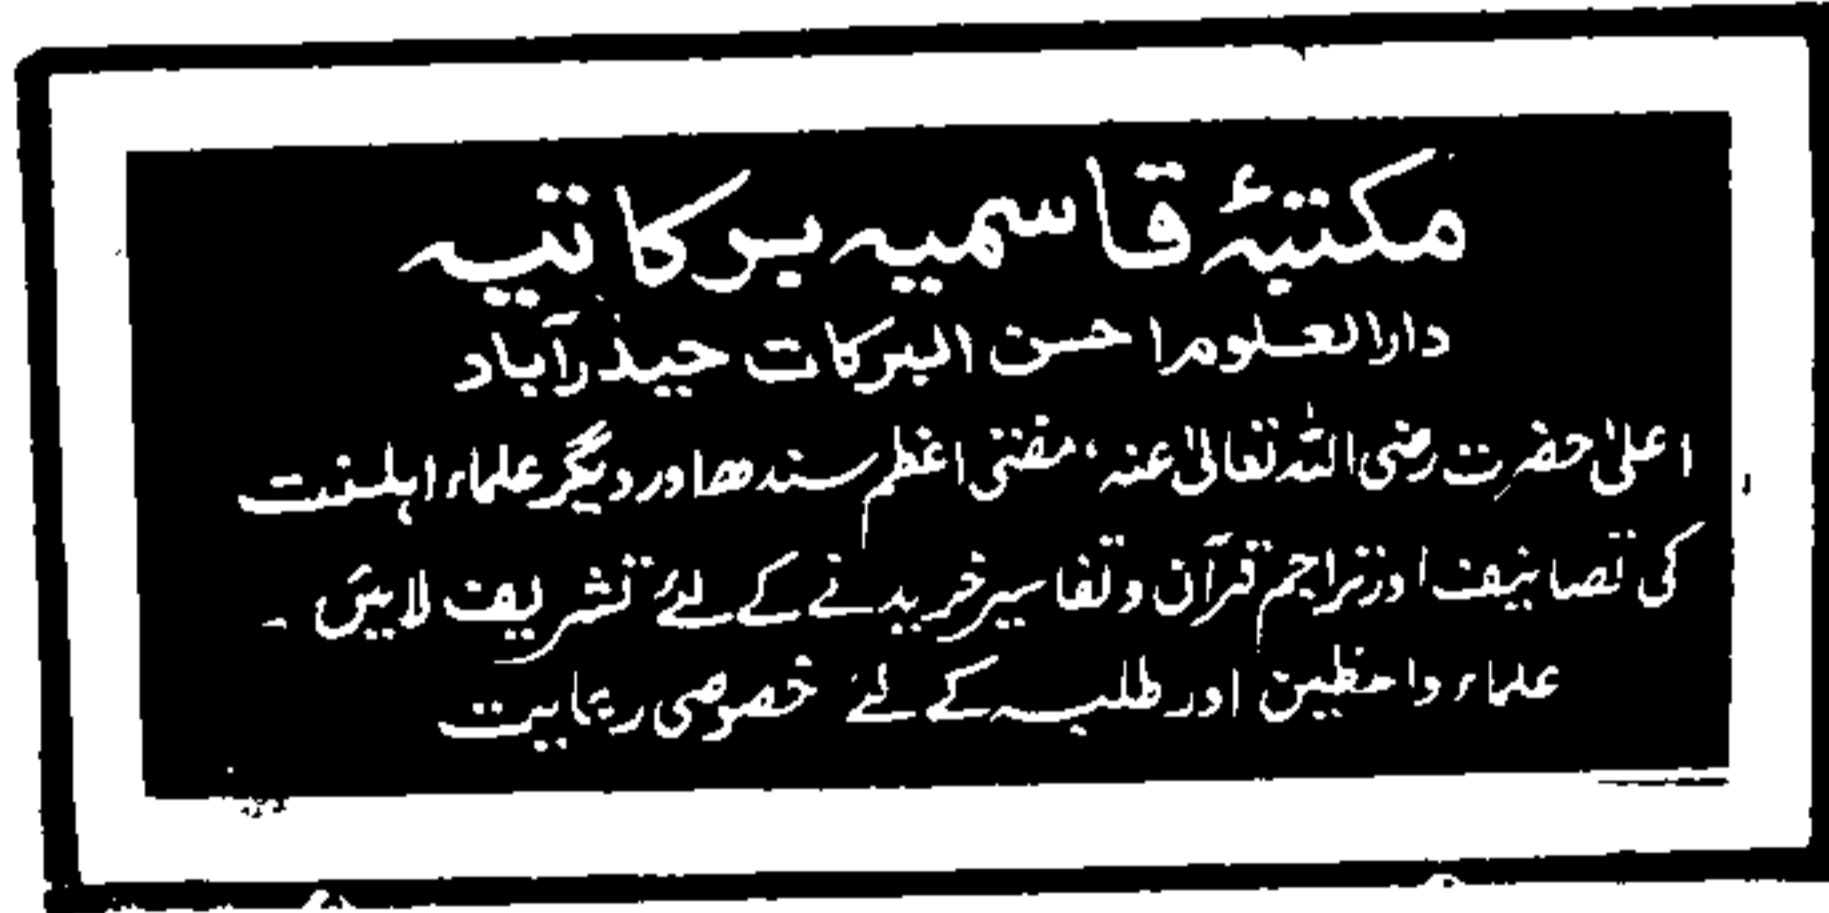 مکتبۂ قاسمیہ برکاتیہ
دارالعلوم احسن البرکات حیدرآباد
اعلیٰ حضرت رضی اللہ تعالیٰ عنہ، مفتی اعظم سندھ اور دیگر علماء اہلسنت
کی تصانیف اور تراجم قرآن و تفاسیر خریدنے کے لئے تشریف لائیں ۔
علماء واعظین اور طلبہ کے لئے خصوصی رعایت